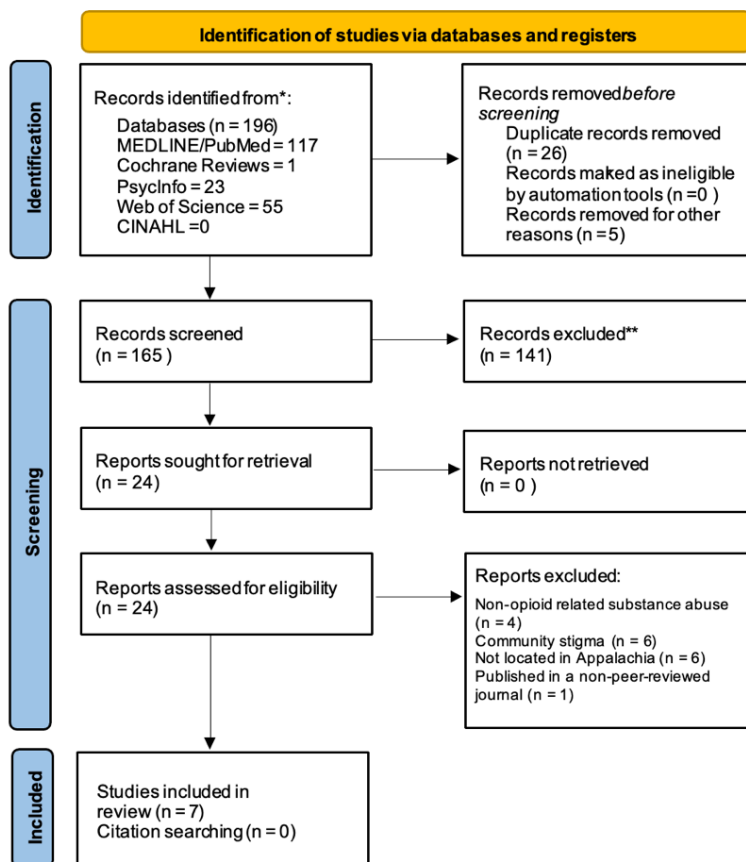 Identification of studies via databases and registers
Identification
Records identified from*:
Databases (n = 196)
MEDLINE/PubMed = 117
Cochrane Reviews = 1
PsycInfo = 23
Web of Science = 55
CINAHL =0
Records removed before
screening
Duplicate records removed
(n = 26)
Records maked as ineligible
by automation tools (n =0 )
Records removed for other
reasons (n = 5)
Screening
Records screened
(n = 165 )
Records excluded**
(n = 141)
Reports sought for retrieval
(n = 24)
Reports not retrieved
(n = 0 )
Reports assessed for eligibility
(n = 24)
Reports excluded:
Non-opioid related substance abuse
(n = 4)
Community stigma (n = 6)
Not located in Appalachia (n = 6)
Published in a non-peer-reviewed
journal (n = 1)
Included
Studies included in
review (n = 7)
Citation searching (n = 0)